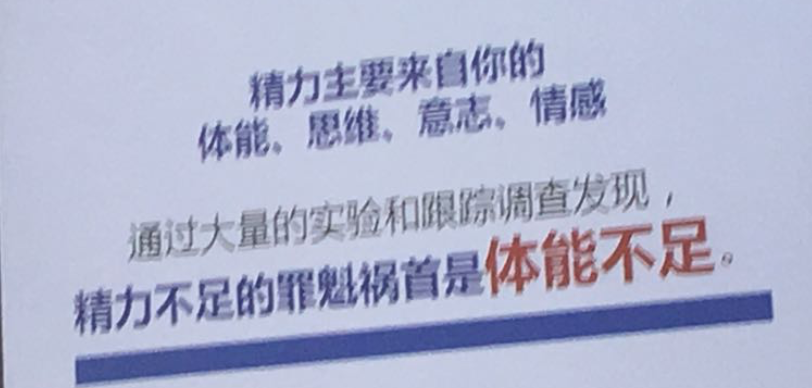 精力主要来自你的
体能、思维、意志、情感
通过大量的实验和跟踪调查发现，
精力不足的罪魁祸首是体能不足。